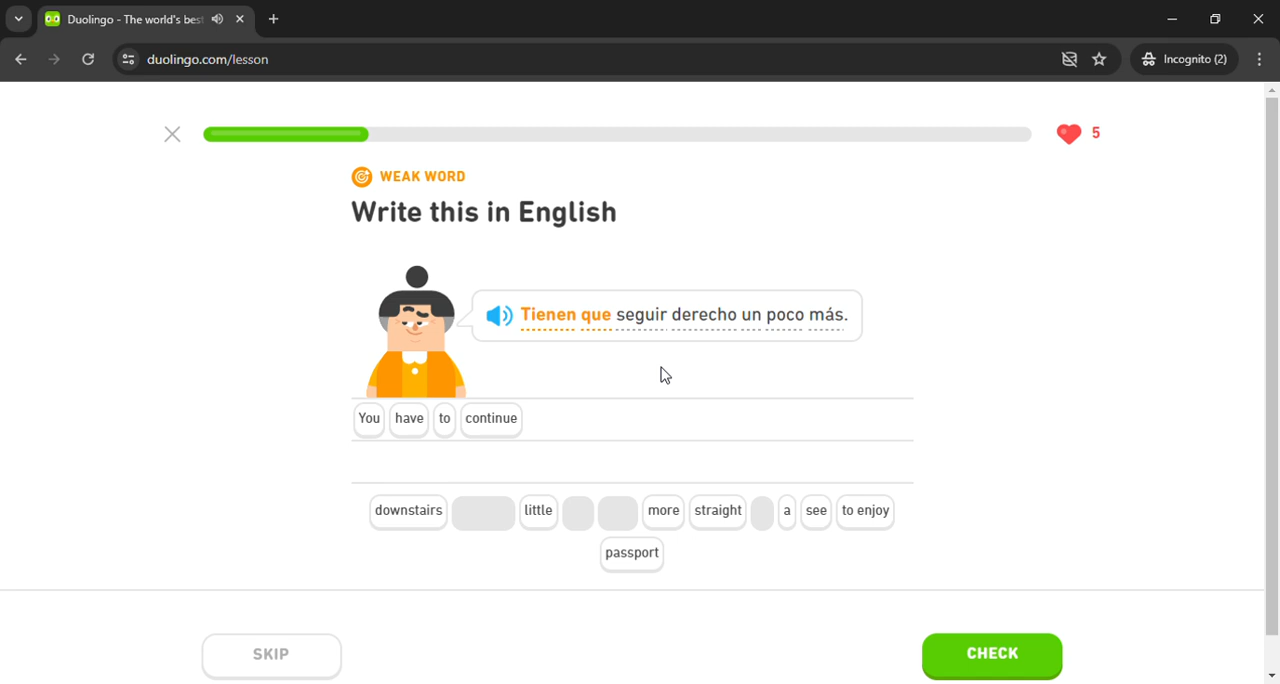 Duolingo - The world's best
duolingo.com/lesson
Incognito (2)
5
WEAK WORD
Write this in English
Tienen que seguir derecho un poco más.
You have to continue
downstairs little more straight a see to enjoy
passport
SKIP
CHECK